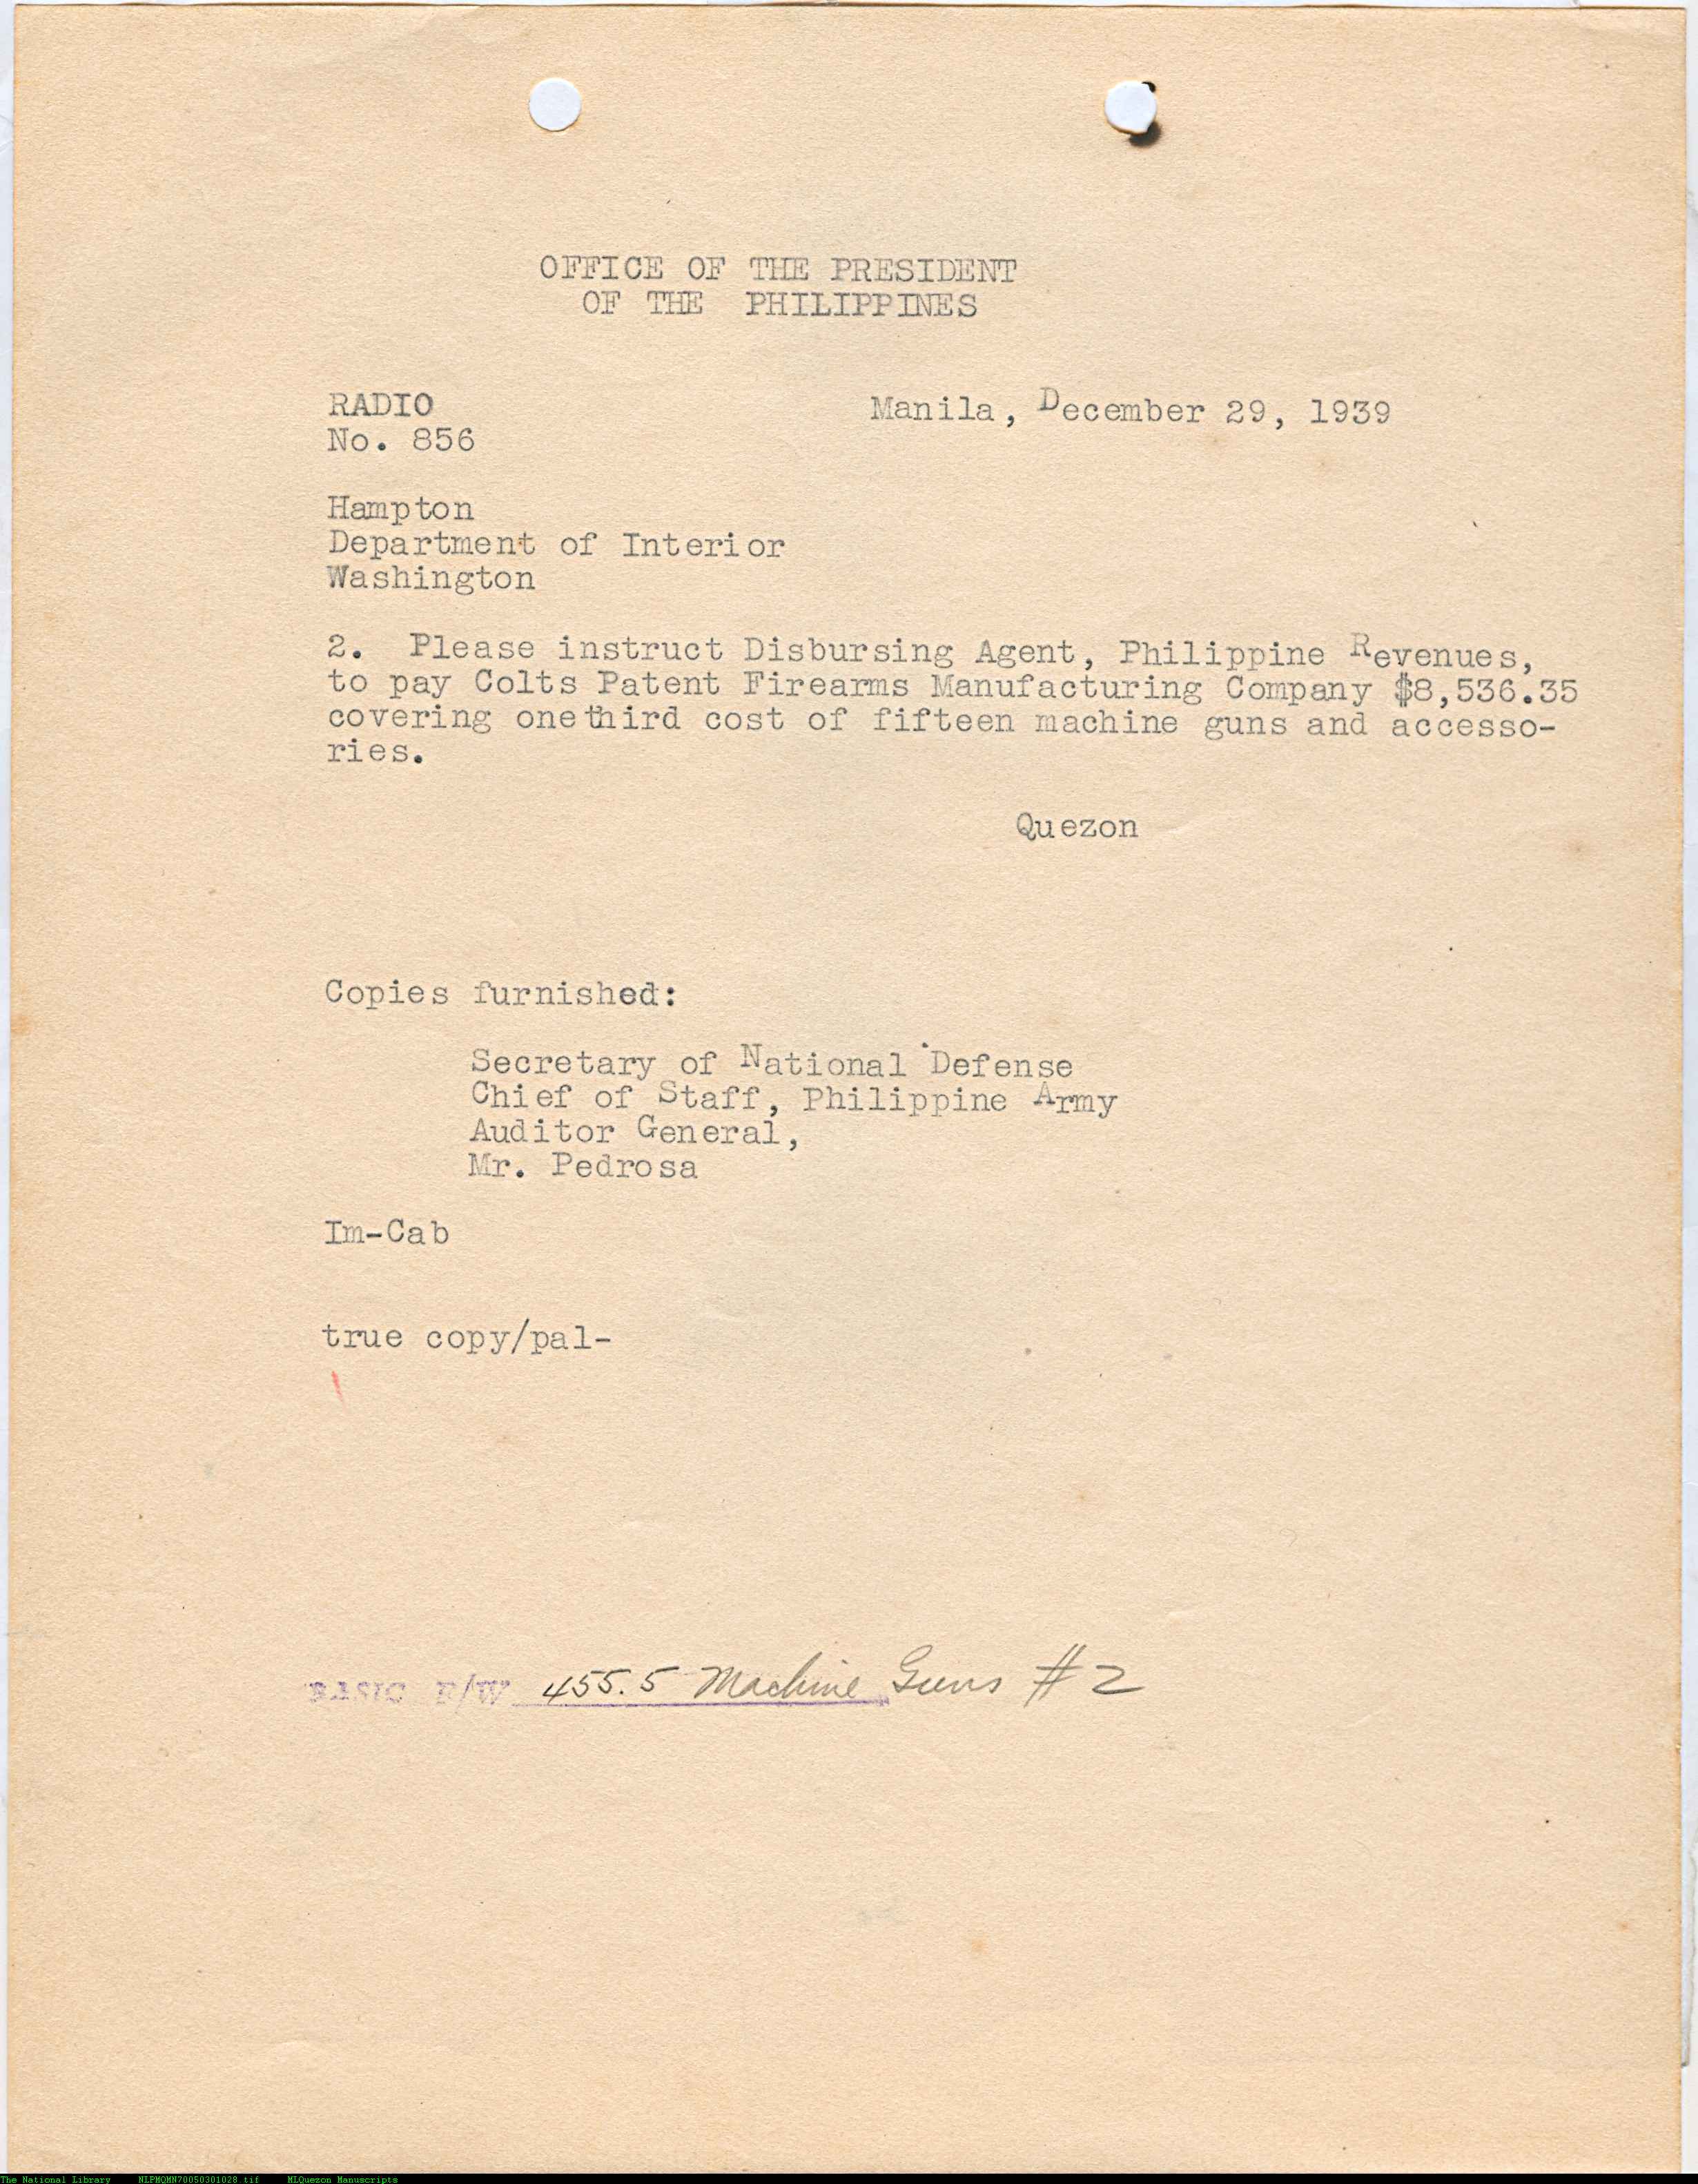 OFFICE OF THE PRESIDENT
OF THE PHILIPPINES
RADIO
No. 856
Manila, December 29, 1939
Hampton
Department of Interior
Washington
2. Please instruct Disbursing Agent, Philippine Revenues,
to pay Colts Patent Firearms Manufacturing Company $8,536.35
covering onethird cost of fifteen machine guns and accesso-
ries.
Quezon
Copies furnished:
Secretary of National Defense
Chief of Staff, Philippine Army
Auditor General,
Mr. Pedrosa
Im-Cab
true copy/pal-
BASIC F/W 455.5 Machine Guns #2
The National Library NLPMQMN70050301028.tif MLQuezon Manuscripts